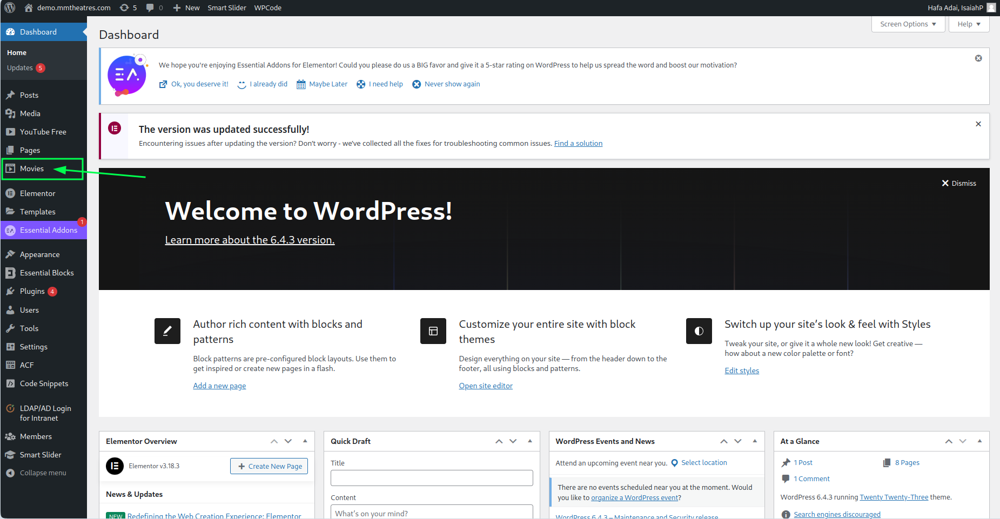 demo.mmtheatres.com 5 0 New Smart Slider WPCode Hafa Adai, IsaiahP
Dashboard
Home
Updates 5
Posts
Media
YouTube Free
Pages
Movies
Elementor
Templates
Essential Addons 1
Appearance
Essential Blocks
Plugins 4
Users
Tools
Settings
ACF
Code Snippets
LDAP/AD Login
for Intranet
Members
Smart Slider
Collapse menu
Screen Options Help
Dashboard
EA.
We hope you're enjoying Essential Addons for Elementor! Could you please do us a BIG favor and give it a 5-star rating on WordPress to help us spread the word and boost our motivation?
Ok, you deserve it! I already did Maybe Later I need help Never show again
The version was updated successfully!
Encountering issues after updating the version? Don't worry - we've collected all the fixes for troubleshooting common issues. Find a solution
Dismiss
Welcome to WordPress!
Learn more about the 6.4.3 version.
Author rich content with blocks and
patterns
Block patterns are pre-configured block layouts. Use them to
get inspired or create new pages in a flash.
Add a new page
Customize your entire site with block
themes
Design everything on your site — from the header down to the
footer, all using blocks and patterns.
Open site editor
Switch up your site's look & feel with Styles
Tweak your site, or give it a whole new look! Get creative —
how about a new color palette or font?
Edit styles
Elementor Overview
Elementor v3.18.3
Create New Page
News & Updates
NEW Redefining the Web Creation Experience: Elementor
Quick Draft
Title
Content
What's on your mind?
WordPress Events and News
Attend an upcoming event near you. Select location
There are no events scheduled near you at the moment. Would
you like to organize a WordPress event?
WordPress 6.4.3 – Maintenance and Security release
At a Glance
1 Post 8 Pages
1 Comment
WordPress 6.4.3 running Twenty Twenty-Three theme.
Search engines discouraged